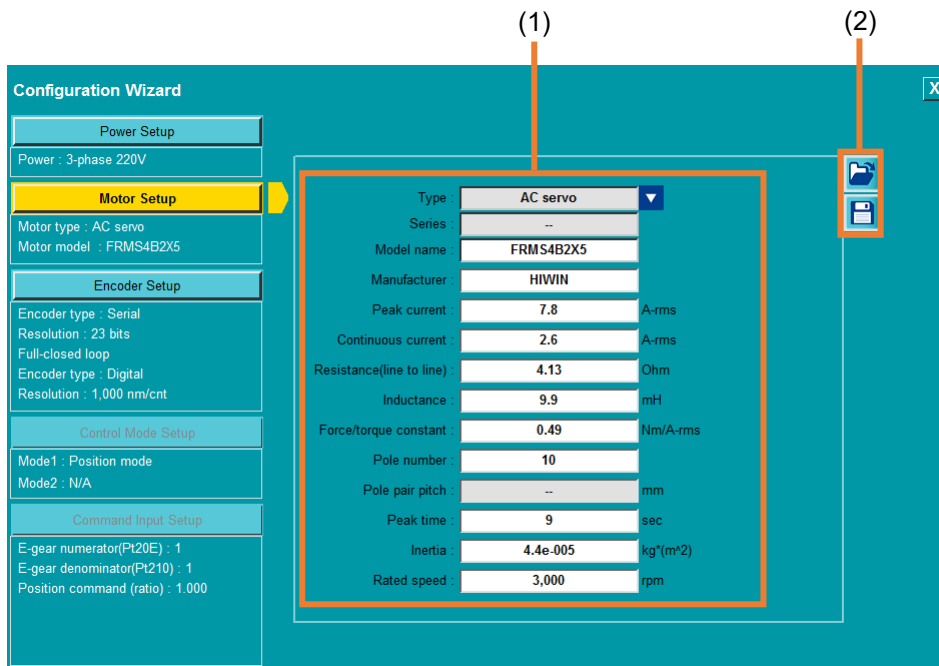 (1)
(2)
Configuration Wizard
X
Power Setup
Power : 3-phase 220V
Motor Setup
Motor type : AC servo
Motor model : FRMS4B2X5
Encoder Setup
Encoder type : Serial
Resolution : 23 bits
Full-closed loop
Encoder type : Digital
Resolution : 1,000 nm/cnt
Control Mode Setup
Mode1 : Position mode
Mode2 : N/A
Command Input Setup
E-gear numerator(Pt20E) : 1
E-gear denominator(Pt210) : 1
Position command (ratio) : 1.000
Type : AC servo
Series : --
Model name : FRMS4B2X5
Manufacturer : HIWIN
Peak current : 7.8 A-rms
Continuous current : 2.6 A-rms
Resistance(line to line) : 4.13 Ohm
Inductance : 9.9 mH
Force/torque constant : 0.49 Nm/A-rms
Pole number : 10
Pole pair pitch : -- mm
Peak time : 9 sec
Inertia : 4.4e-005 kg*(m^2)
Rated speed : 3,000 rpm